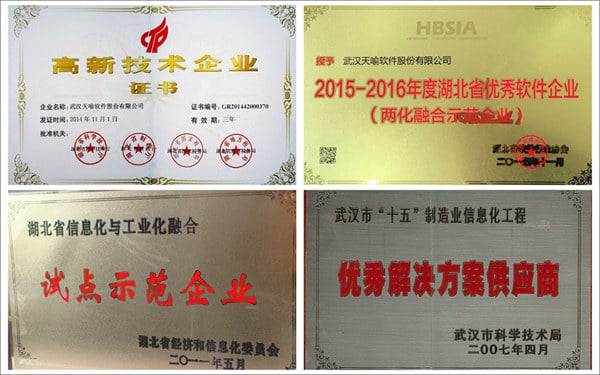 高新技术企业
证书
企业名称：武汉天喻软件股份有限公司
证书编号：GR201442000370
发证时间：2014年11月1日
有效期：三年
批准机关：
HBSIA
授予 武汉天喻软件股份有限公司
2015-2016年度湖北省优秀软件企业
（两化融合示范企业）
湖北省信息化与工业化融合
试点示范企业
湖北省经济和信息化委员会
二〇一一年五月
武汉市“十五”制造业信息化工程
优秀解决方案供应商
武汉市科学技术局
二00七年四月